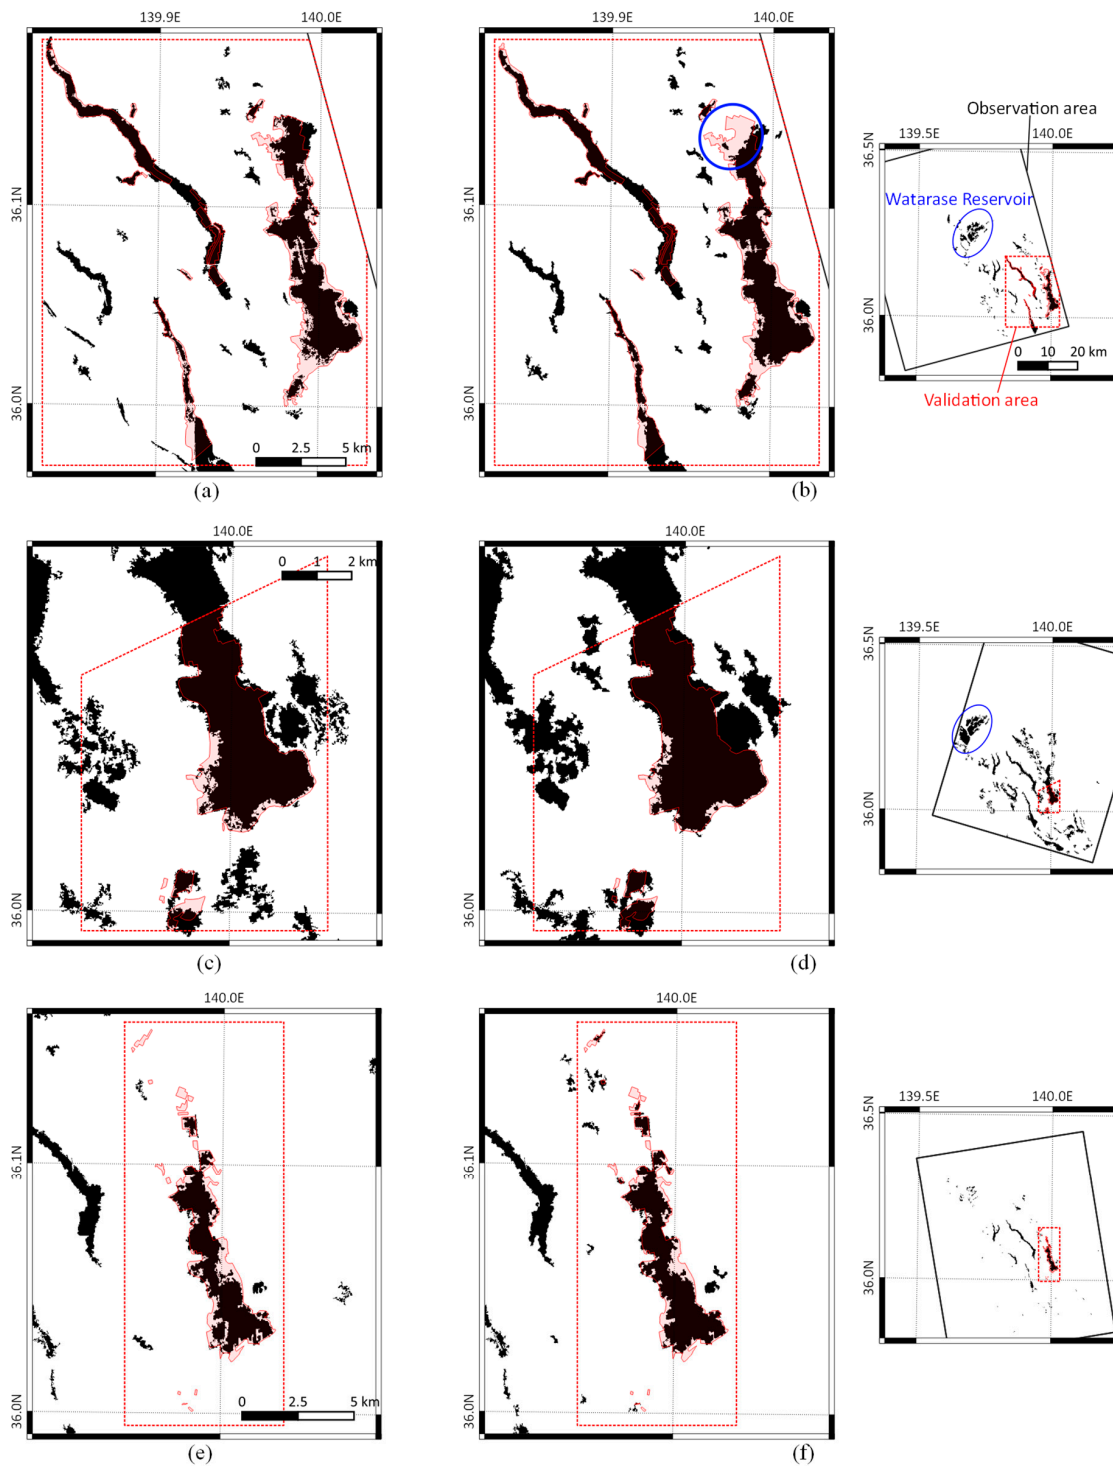 139.9E 140.0E
139.9E 140.0E
36.1N
36.0N
0 2.5 5 km
(a)
36.1N
36.0N
(b)
Observation area
139.5E 140.0E
36.5N
36.0N
Watarase Reservoir
0 10 20 km
Validation area
140.0E
0 1 2 km
36.0N
(c)
140.0E
36.0N
(d)
139.5E 140.0E
36.5N
36.0N
140.0E
36.1N
36.0N
0 2.5 5 km
(e)
140.0E
36.1N
36.0N
(f)
139.5E 140.0E
36.5N
36.0N